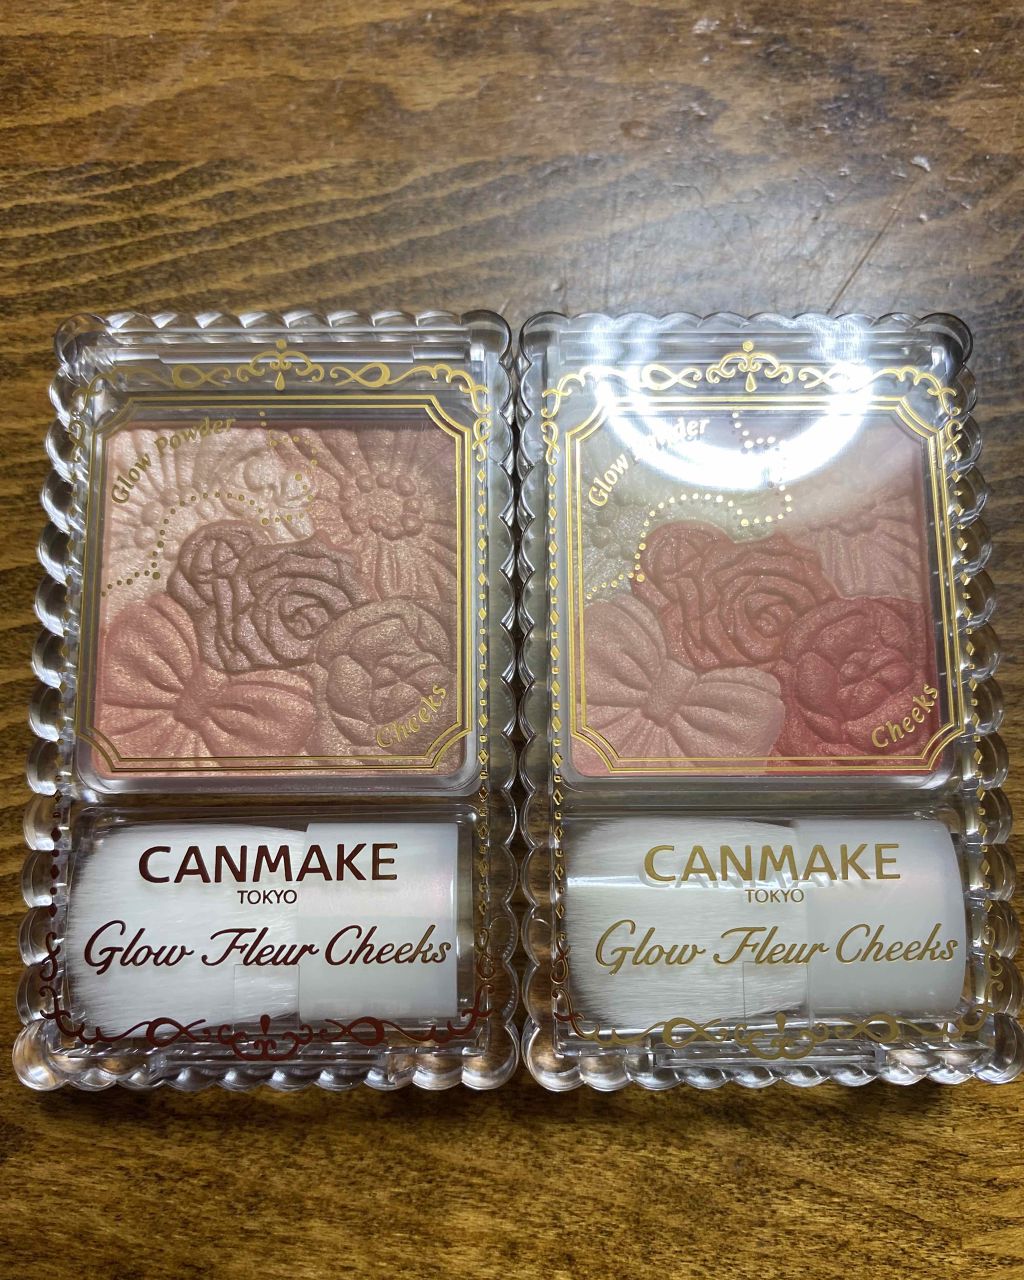 Glow Powder
Cheeks
CANMAKE
TOKYO
Glow Fleur Cheeks
Glow Powder
Cheeks
CANMAKE
TOKYO
Glow Fleur Cheeks